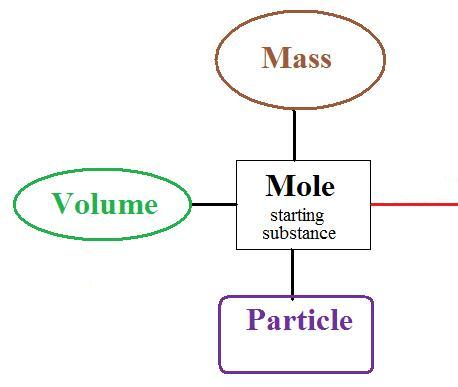 Mass
Volume
Mole
starting
substance
Particle